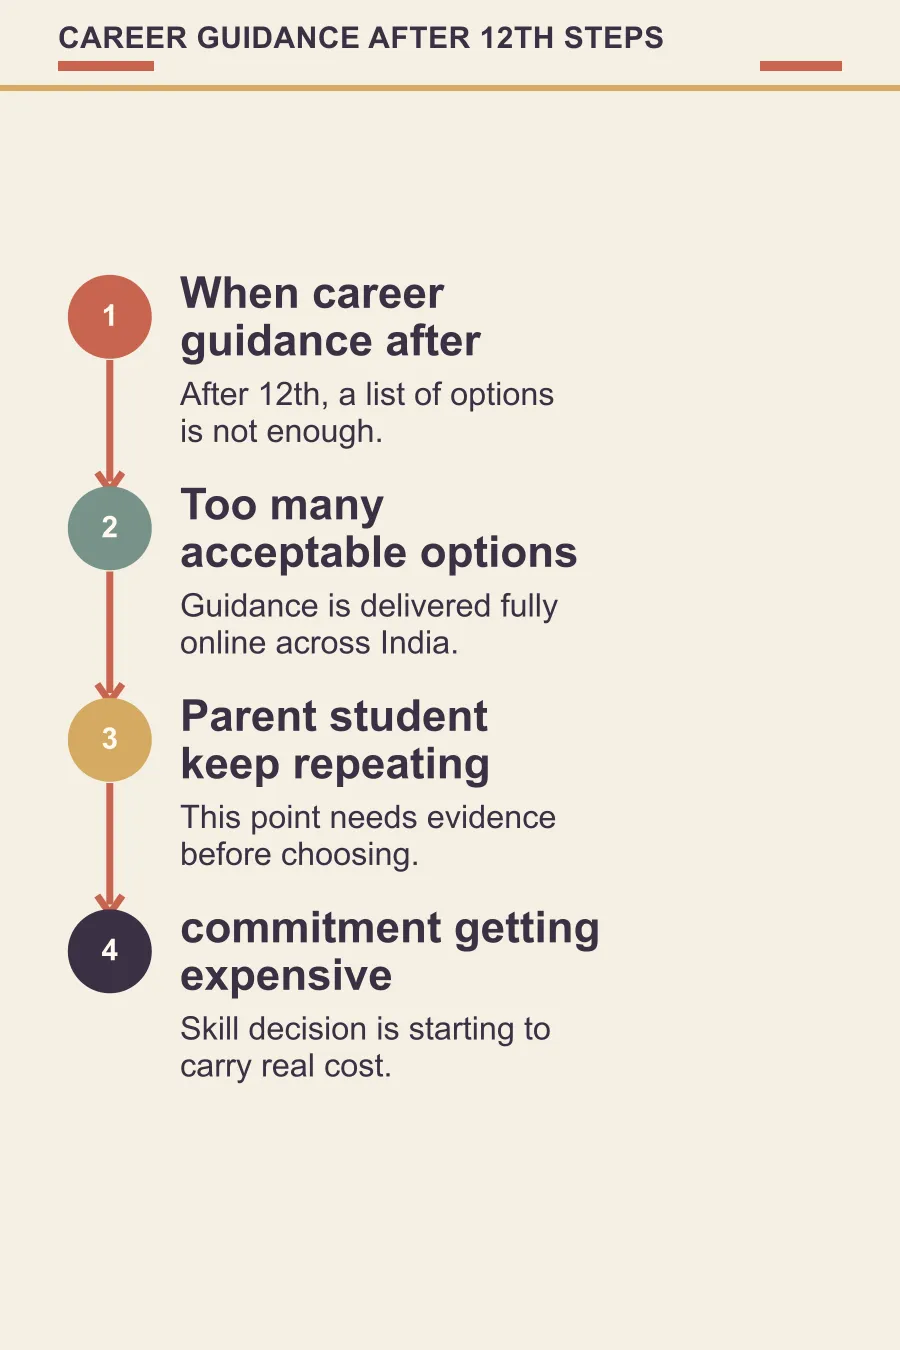 CAREER GUIDANCE AFTER 12TH STEPS
1
When career
guidance after
After 12th, a list of options
is not enough.
2
Too many
acceptable options
Guidance is delivered fully
online across India.
3
Parent student
keep repeating
This point needs evidence
before choosing.
4
commitment getting
expensive
Skill decision is starting to
carry real cost.